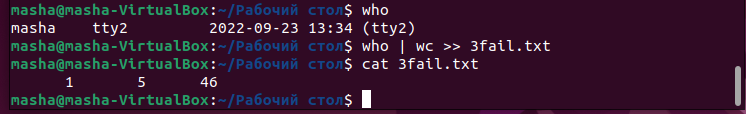 masha@masha-VirtualBox:~/Рабочий стол$ who
masha    tty2         2022-09-23 13:34 (tty2)
masha@masha-VirtualBox:~/Рабочий стол$ who | wc >> 3fail.txt
masha@masha-VirtualBox:~/Рабочий стол$ cat 3fail.txt
      1       5      46
masha@masha-VirtualBox:~/Рабочий стол$